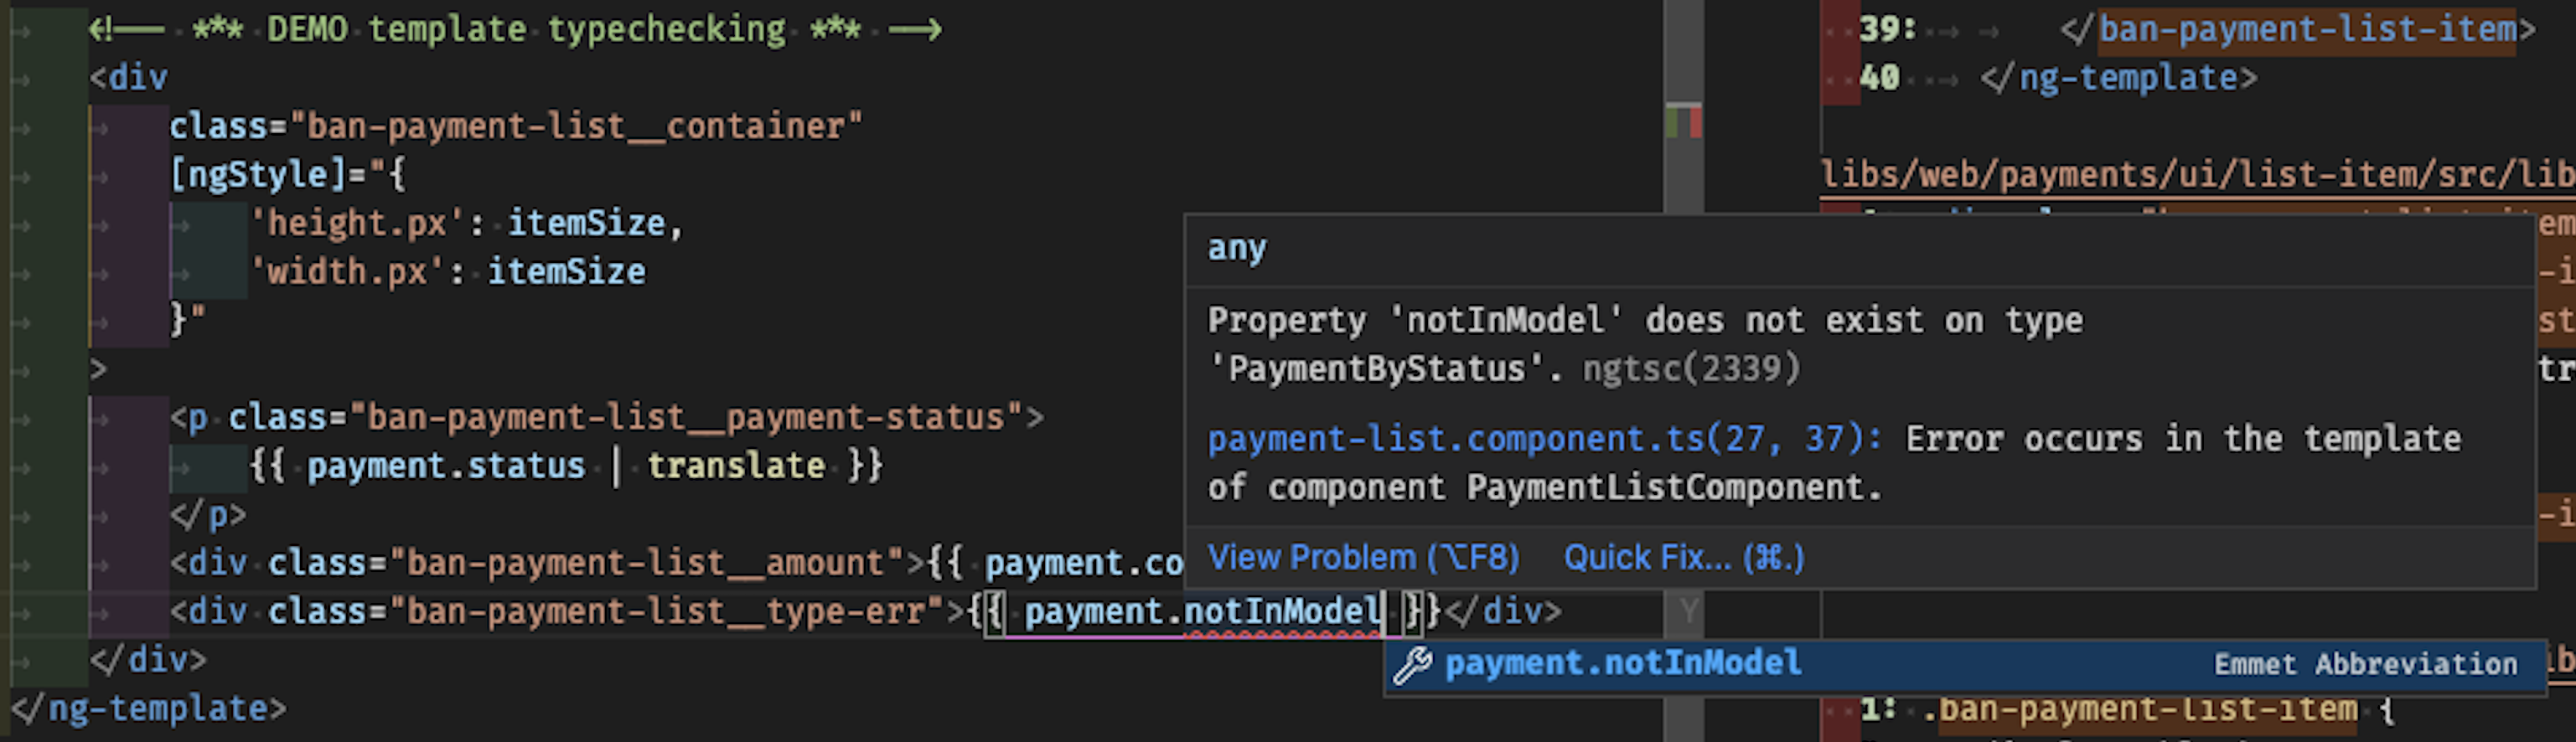 <!-- *** DEMO template typechecking *** -->
<div
class="ban-payment-list__container"
[ngStyle]="{
'height.px': itemSize,
'width.px': itemSize
}"
>
<p class="ban-payment-list__payment-status">
{{ payment.status | translate }}
</p>
<div class="ban-payment-list__amount">{{ payment.co
<div class="ban-payment-list__type-err">{{ payment.notInModel }}</div>
</div>
</ng-template>
any
Property 'notInModel' does not exist on type
'PaymentByStatus'. ngtsc(2339)
payment-list.component.ts(27, 37): Error occurs in the template
of component PaymentListComponent.
View Problem (⌥F8) Quick Fix... (⌘.)
payment.notInModel Emmet Abbreviation
39: </ban-payment-list-item>
40 </ng-template>
libs/web/payments/ui/list-item/src/lib
em
-i
st
tr
-i
Y
ib
1: .ban-payment-list-item {